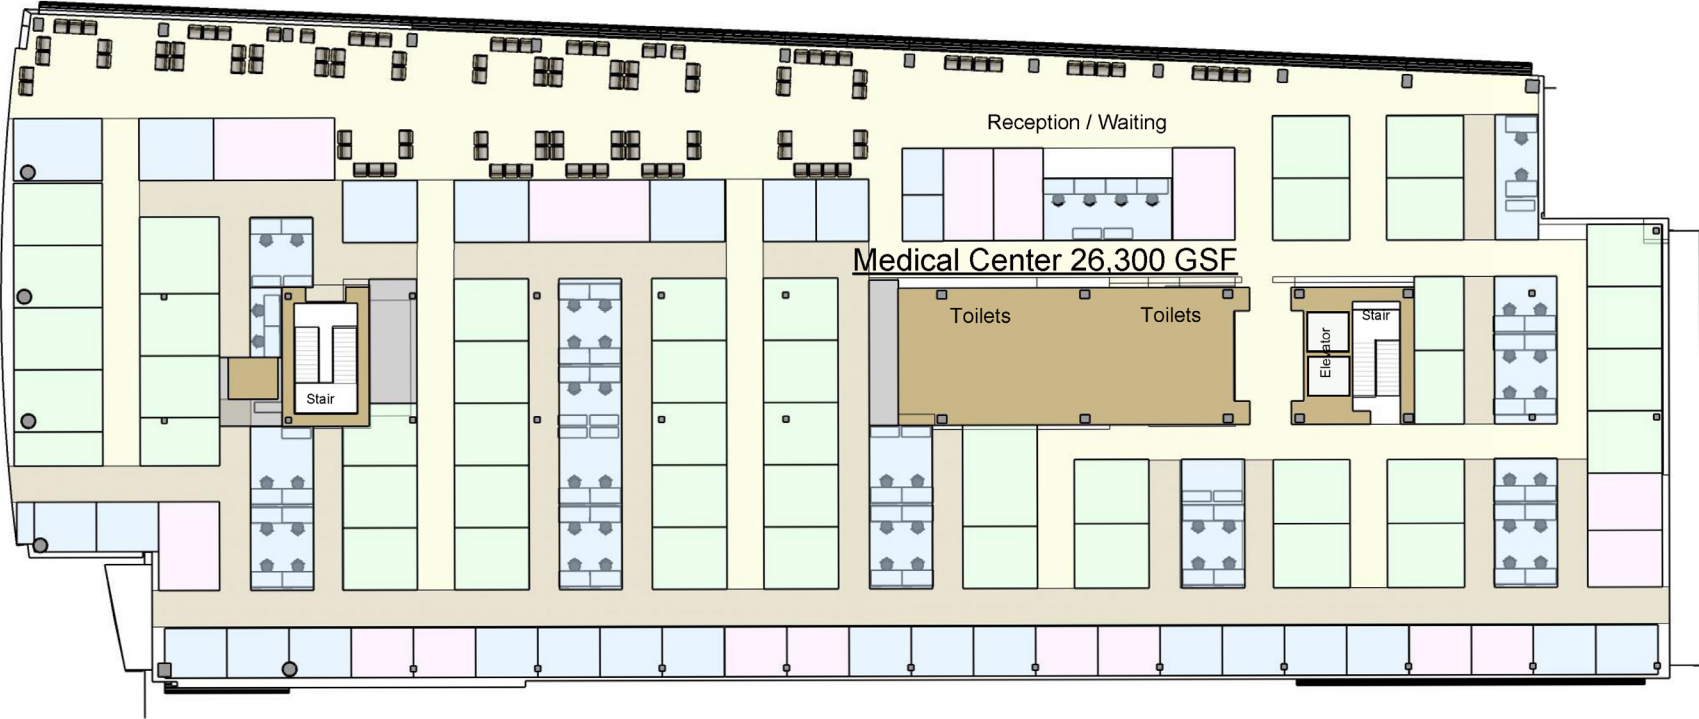 Reception / Waiting
Medical Center 26,300 GSF
Toilets
Toilets
Stair
Elevator
Stair